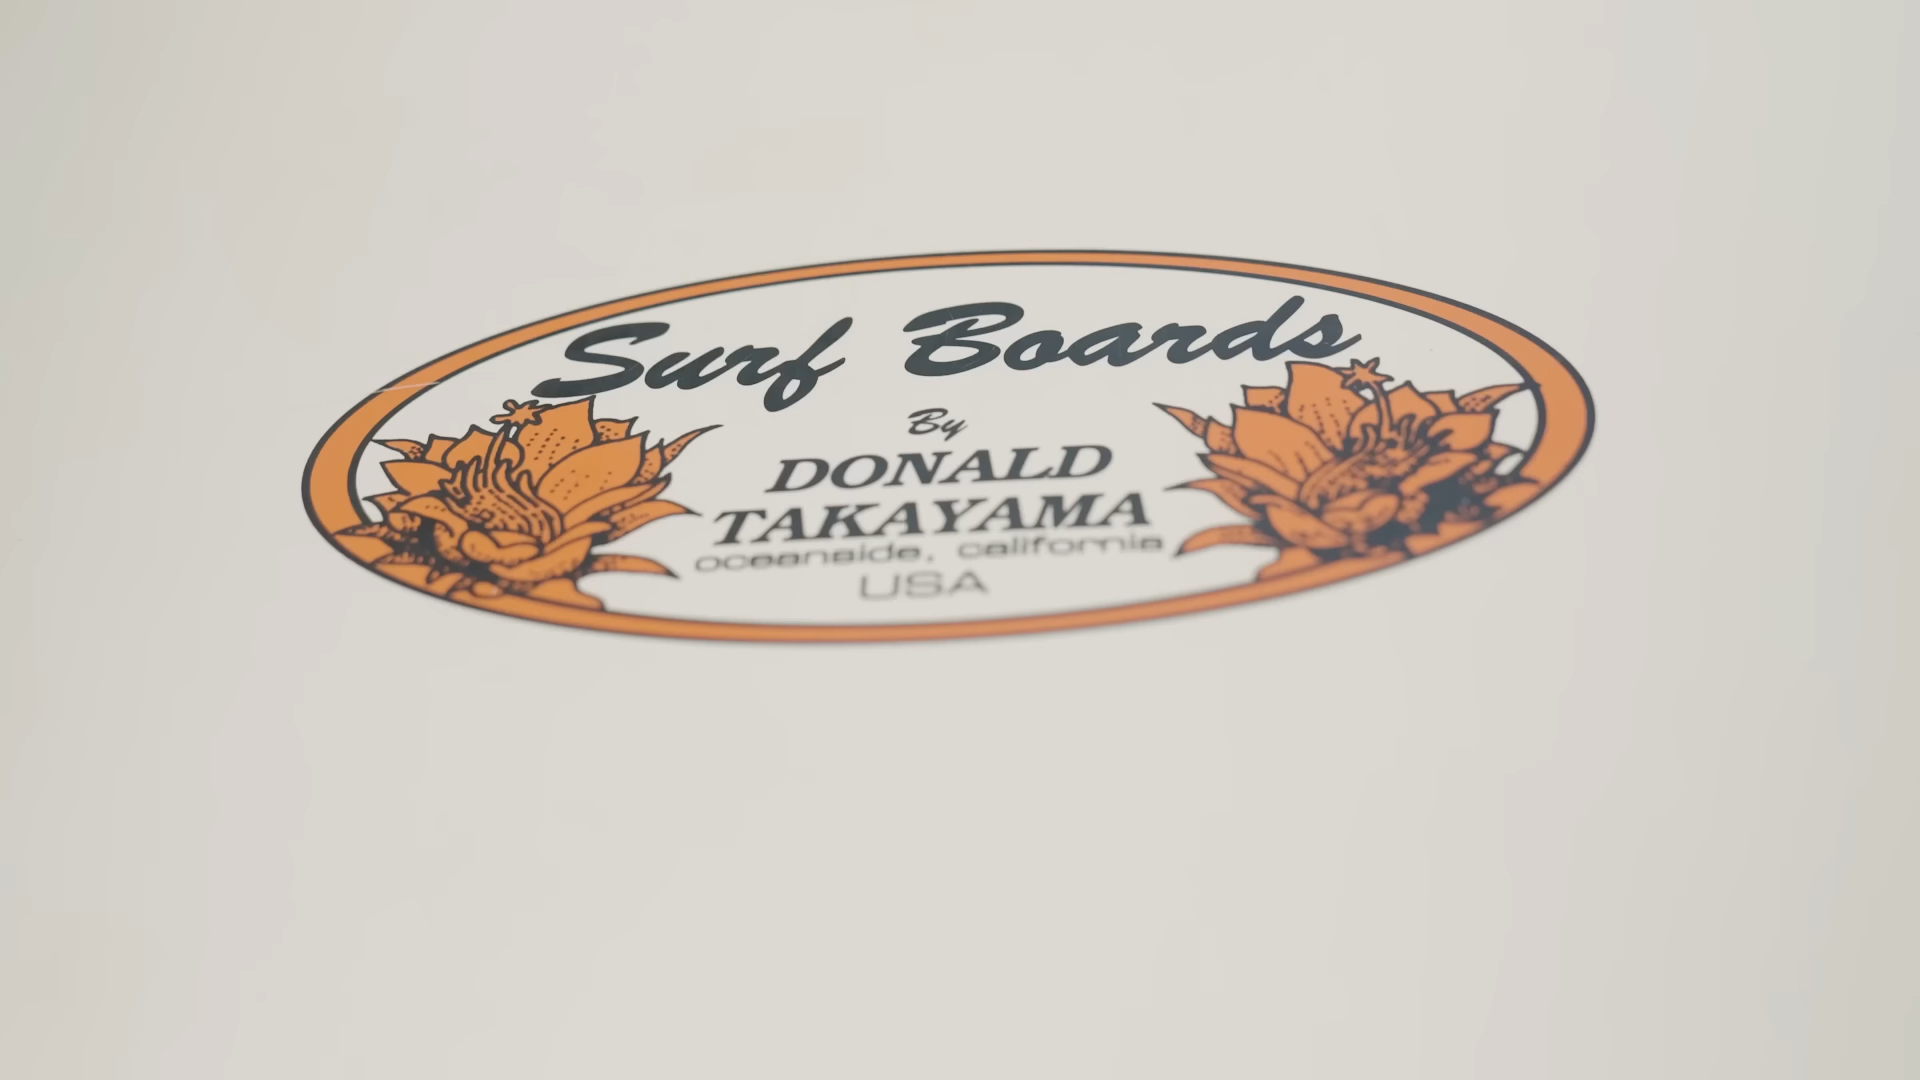 Surf Boards
By
DONALD
TAKAYAMA
oceanside, california
USA